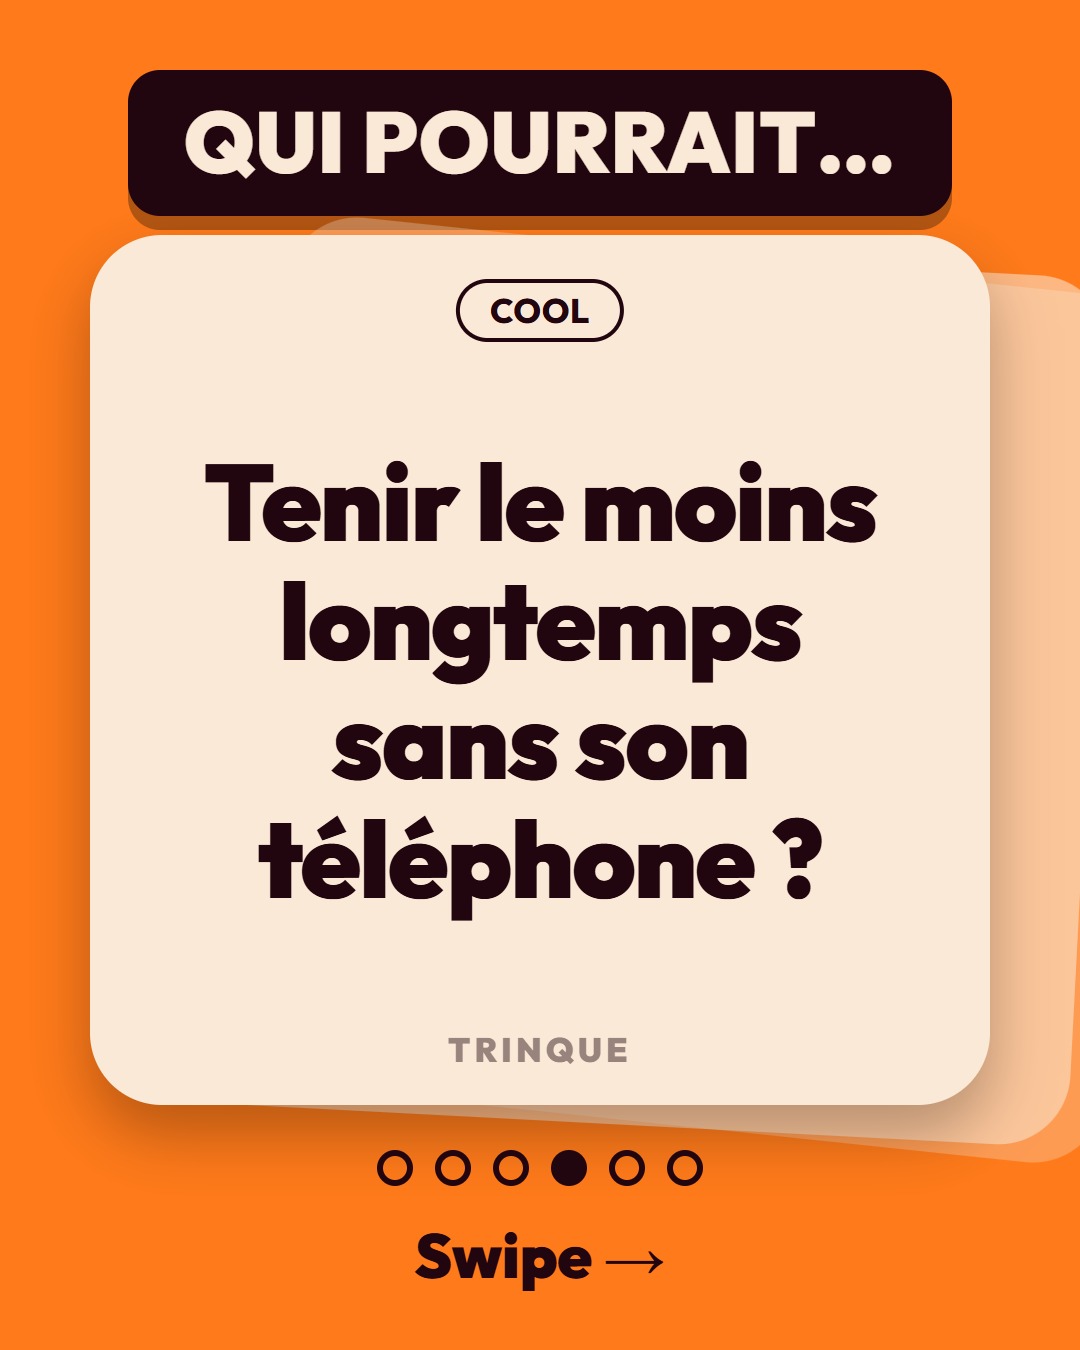 QUI POURRAIT...
COOL
Tenir le moins
longtemps
sans son
téléphone ?
TRINQUE
Swipe →